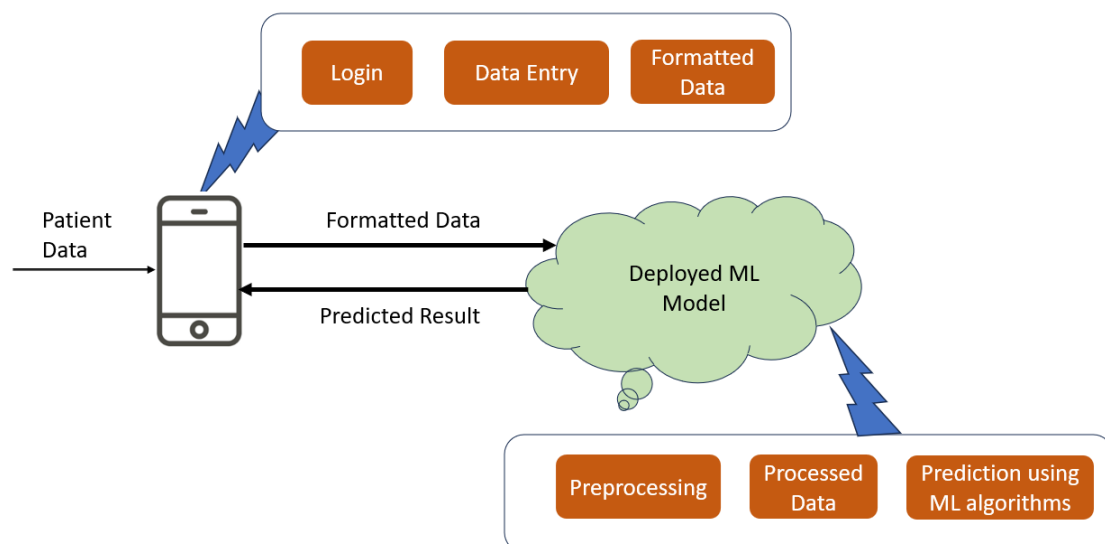 Login
Data Entry
Formatted
Data
Patient
Data
Formatted Data
Predicted Result
Deployed ML
Model
Preprocessing
Processed
Data
Prediction using
ML algorithms